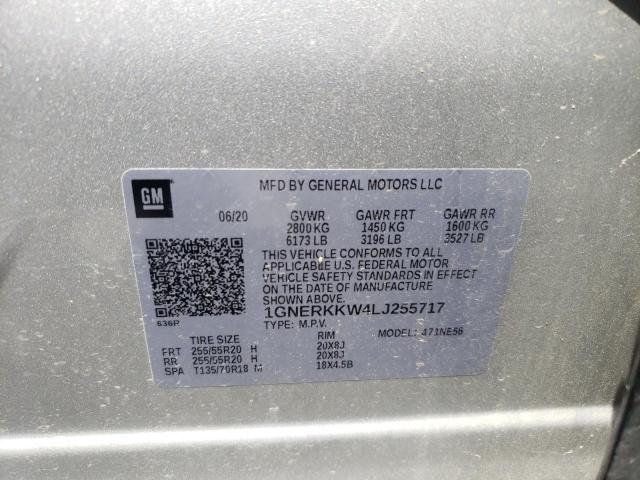 GM
MFD BY GENERAL MOTORS LLC
06/20 GVWR GAWR FRT GAWR RR
2800 KG 1450 KG 1600 KG
6173 LB 3196 LB 3527 LB
THIS VEHICLE CONFORMS TO ALL
APPLICABLE U.S. FEDERAL MOTOR
VEHICLE SAFETY STANDARDS IN EFFECT
ON THE DATE OF MANUFACTURE
SHOWN ABOVE.
1GNERKKW4LJ255717
636P
TYPE: M.P.V. MODEL: 471NE56
TIRE SIZE RIM
FRT 255/55R20 H 20X8J
RR 255/55R20 H 20X8J
SPA T135/70R18 M 18X4.5B